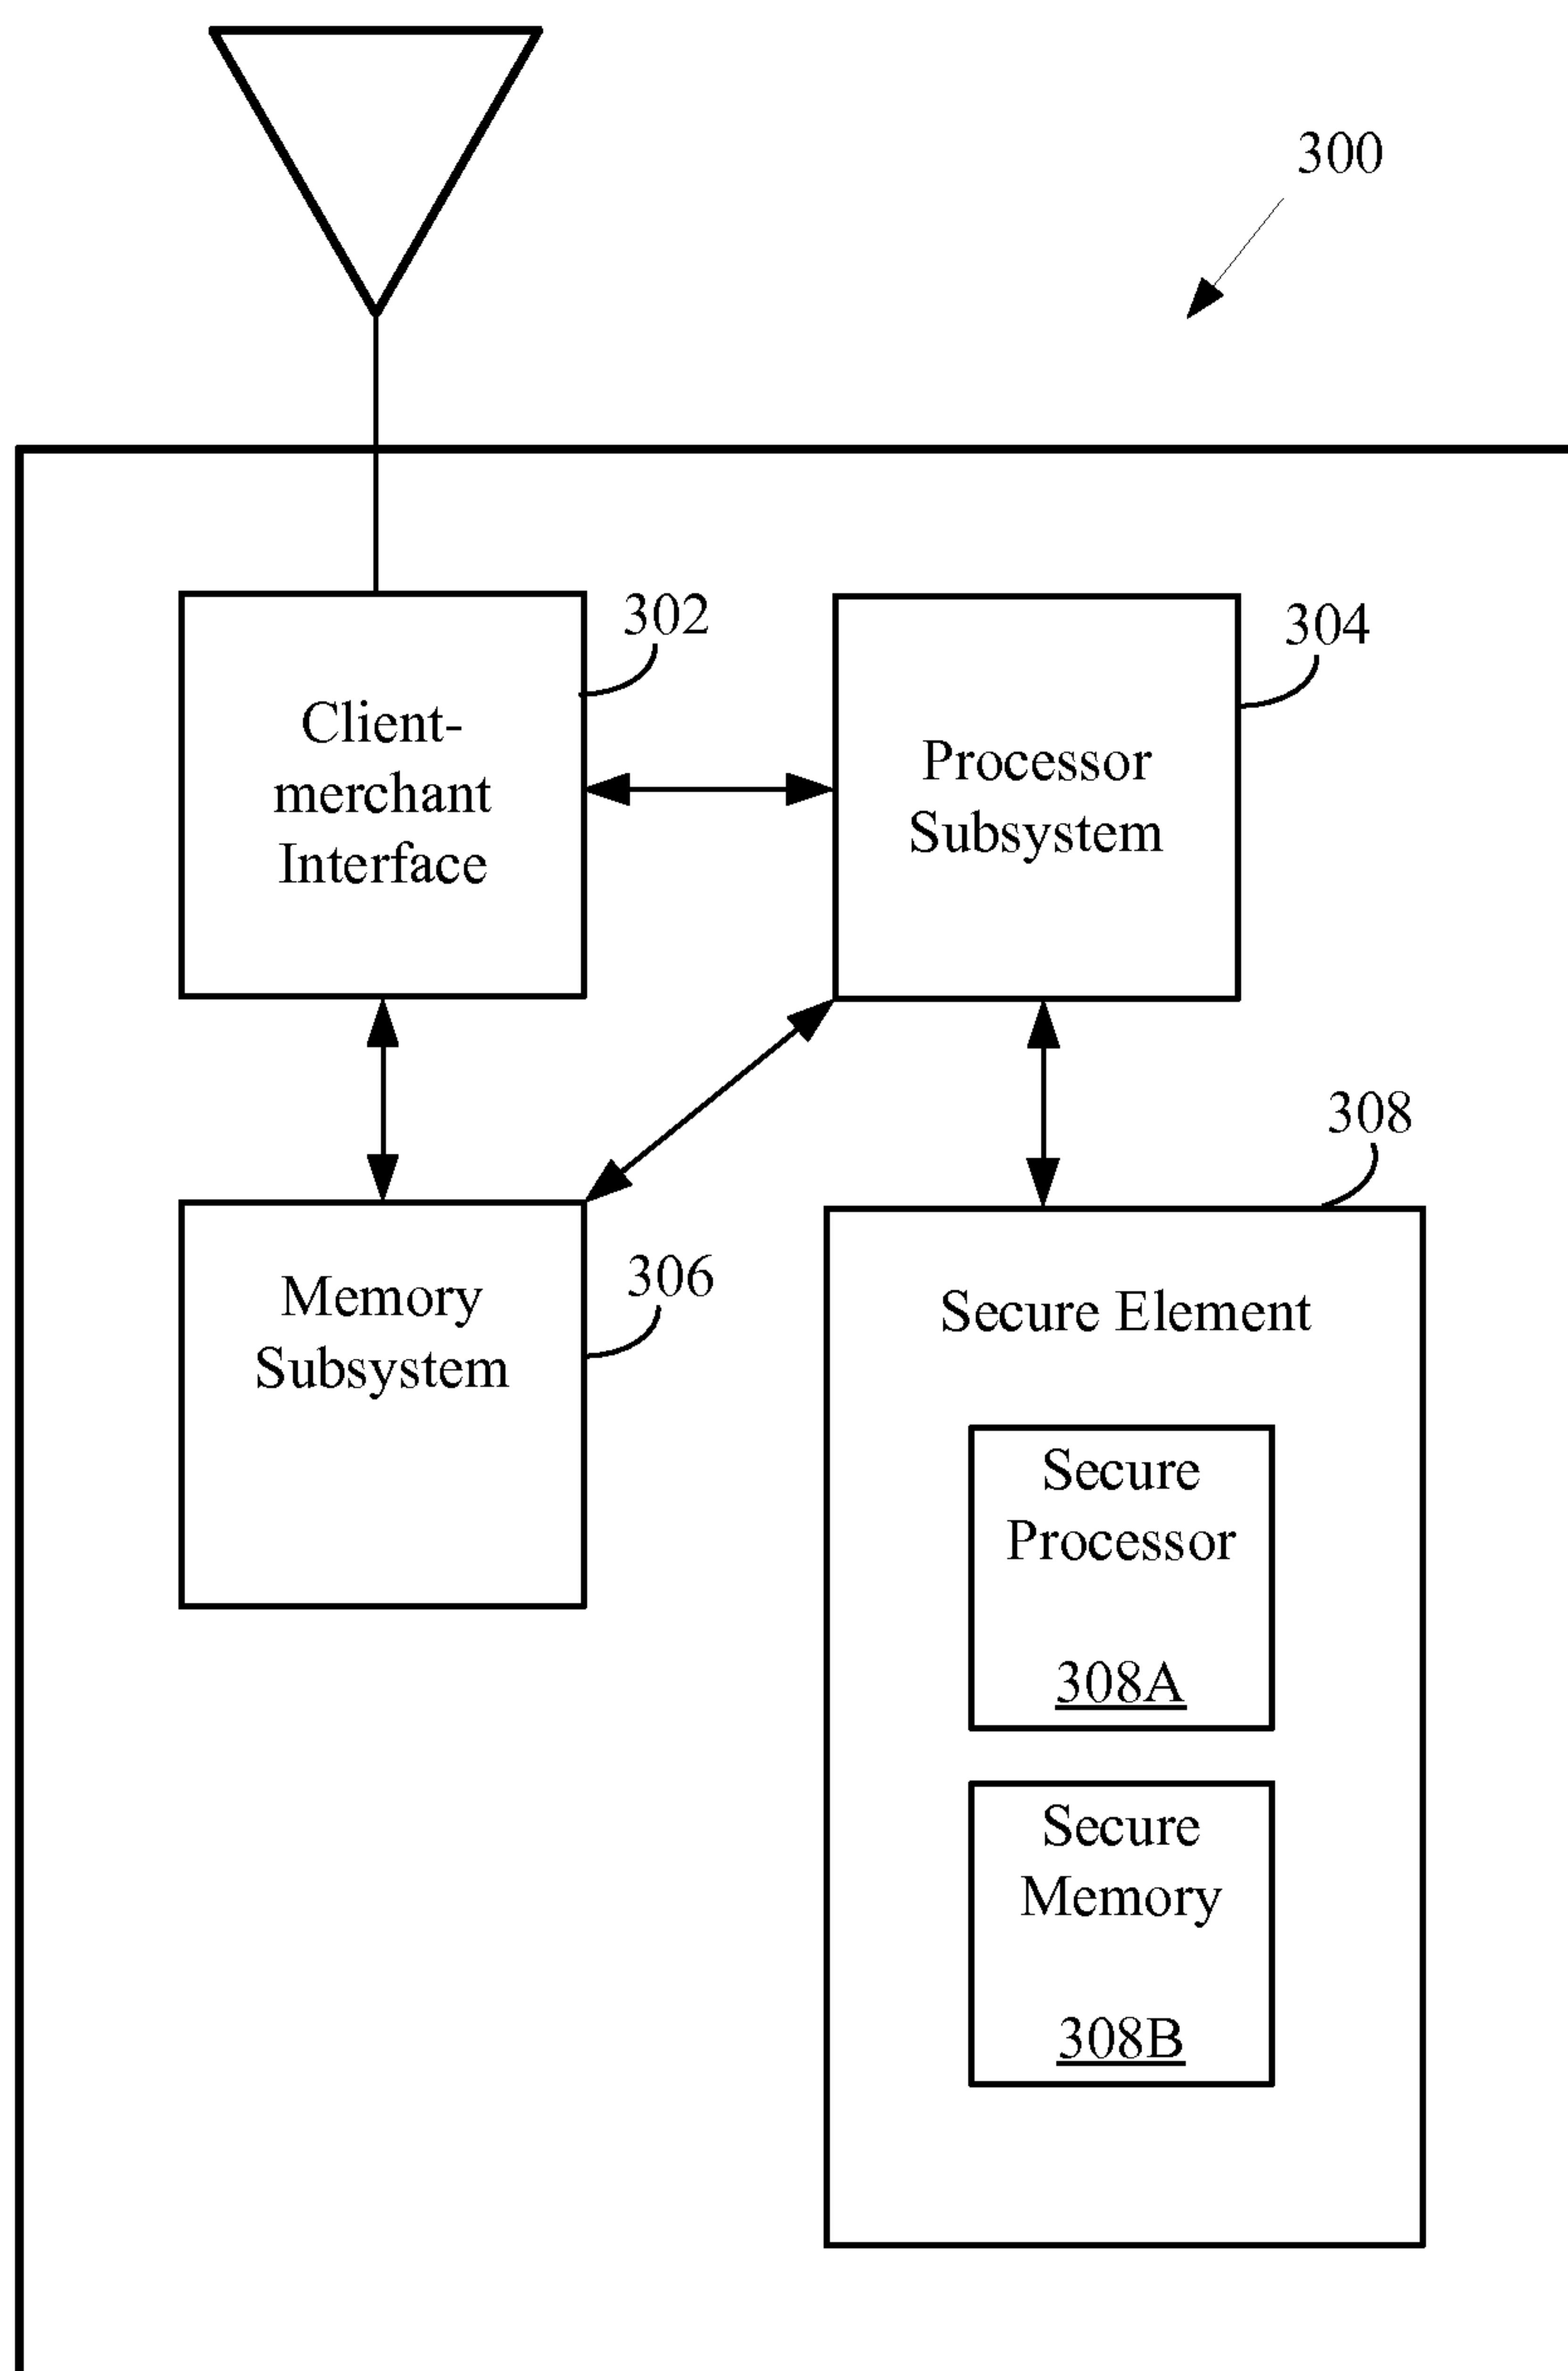 300
302
Client-
merchant
Interface
304
Processor
Subsystem
306
Memory
Subsystem
308
Secure Element
Secure
Processor
308A
Secure
Memory
308B